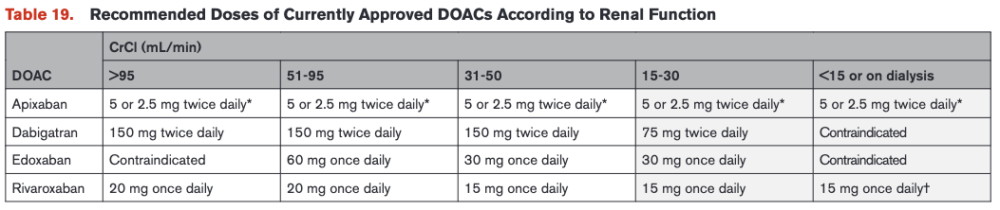 Table 19. Recommended Doses of Currently Approved DOACs According to Renal Function
CrCl (mL/min)
DOAC >95 51-95 31-50 15-30 <15 or on dialysis
Apixaban 5 or 2.5 mg twice daily* 5 or 2.5 mg twice daily* 5 or 2.5 mg twice daily* 5 or 2.5 mg twice daily* 5 or 2.5 mg twice daily*
Dabigatran 150 mg twice daily 150 mg twice daily 150 mg twice daily 75 mg twice daily Contraindicated
Edoxaban Contraindicated 60 mg once daily 30 mg once daily 30 mg once daily Contraindicated
Rivaroxaban 20 mg once daily 20 mg once daily 15 mg once daily 15 mg once daily 15 mg once daily†